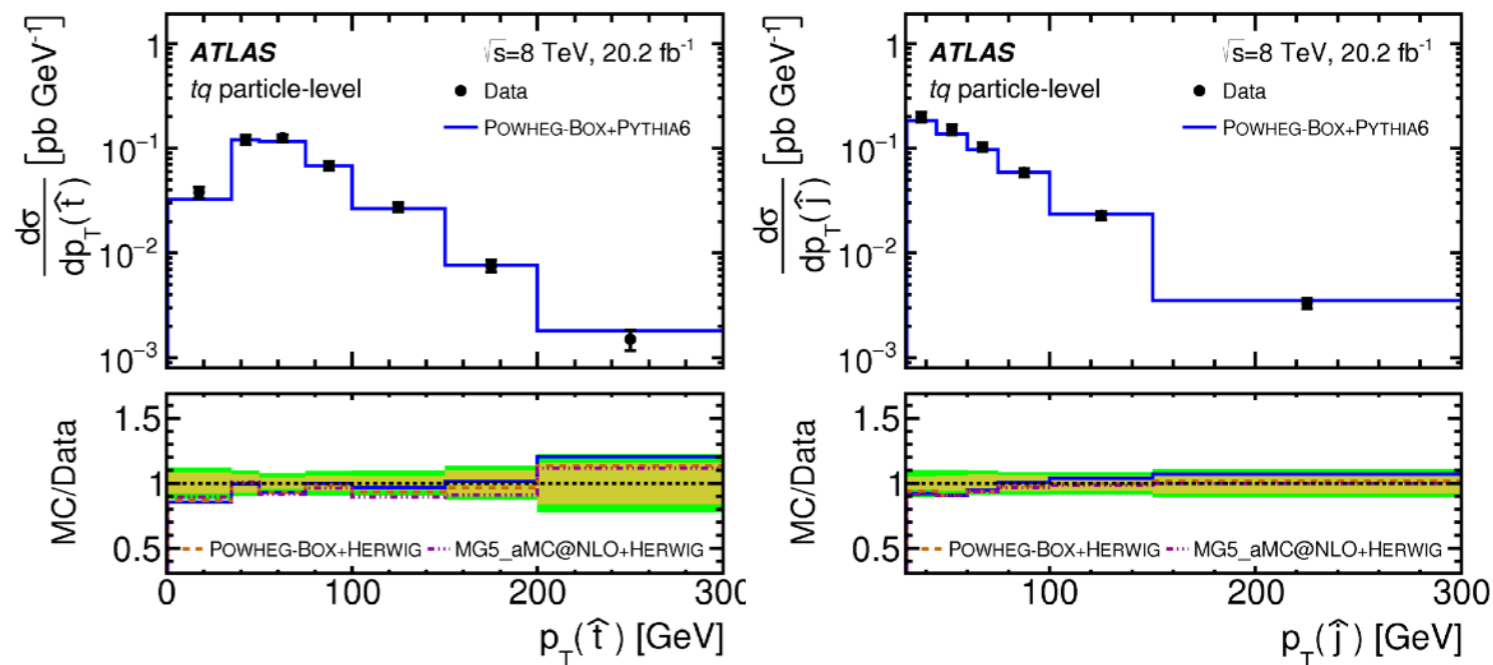 ATLAS
√s=8 TeV, 20.2 fb⁻¹
tq particle-level
Data
POWHEG-BOX+PYTHIA6
dσ
dp_T(t̂) [pb GeV⁻¹]
1
10⁻¹
10⁻²
10⁻³
MC/Data
1.5
1
0.5
POWHEG-BOX+HERWIG
MG5_aMC@NLO+HERWIG
0 100 200 300
p_T(t̂) [GeV]
ATLAS
√s=8 TeV, 20.2 fb⁻¹
tq particle-level
Data
POWHEG-BOX+PYTHIA6
dσ
dp_T(ĵ) [pb GeV⁻¹]
1
10⁻¹
10⁻²
10⁻³
MC/Data
1.5
1
0.5
POWHEG-BOX+HERWIG
MG5_aMC@NLO+HERWIG
100 200 300
p_T(ĵ) [GeV]